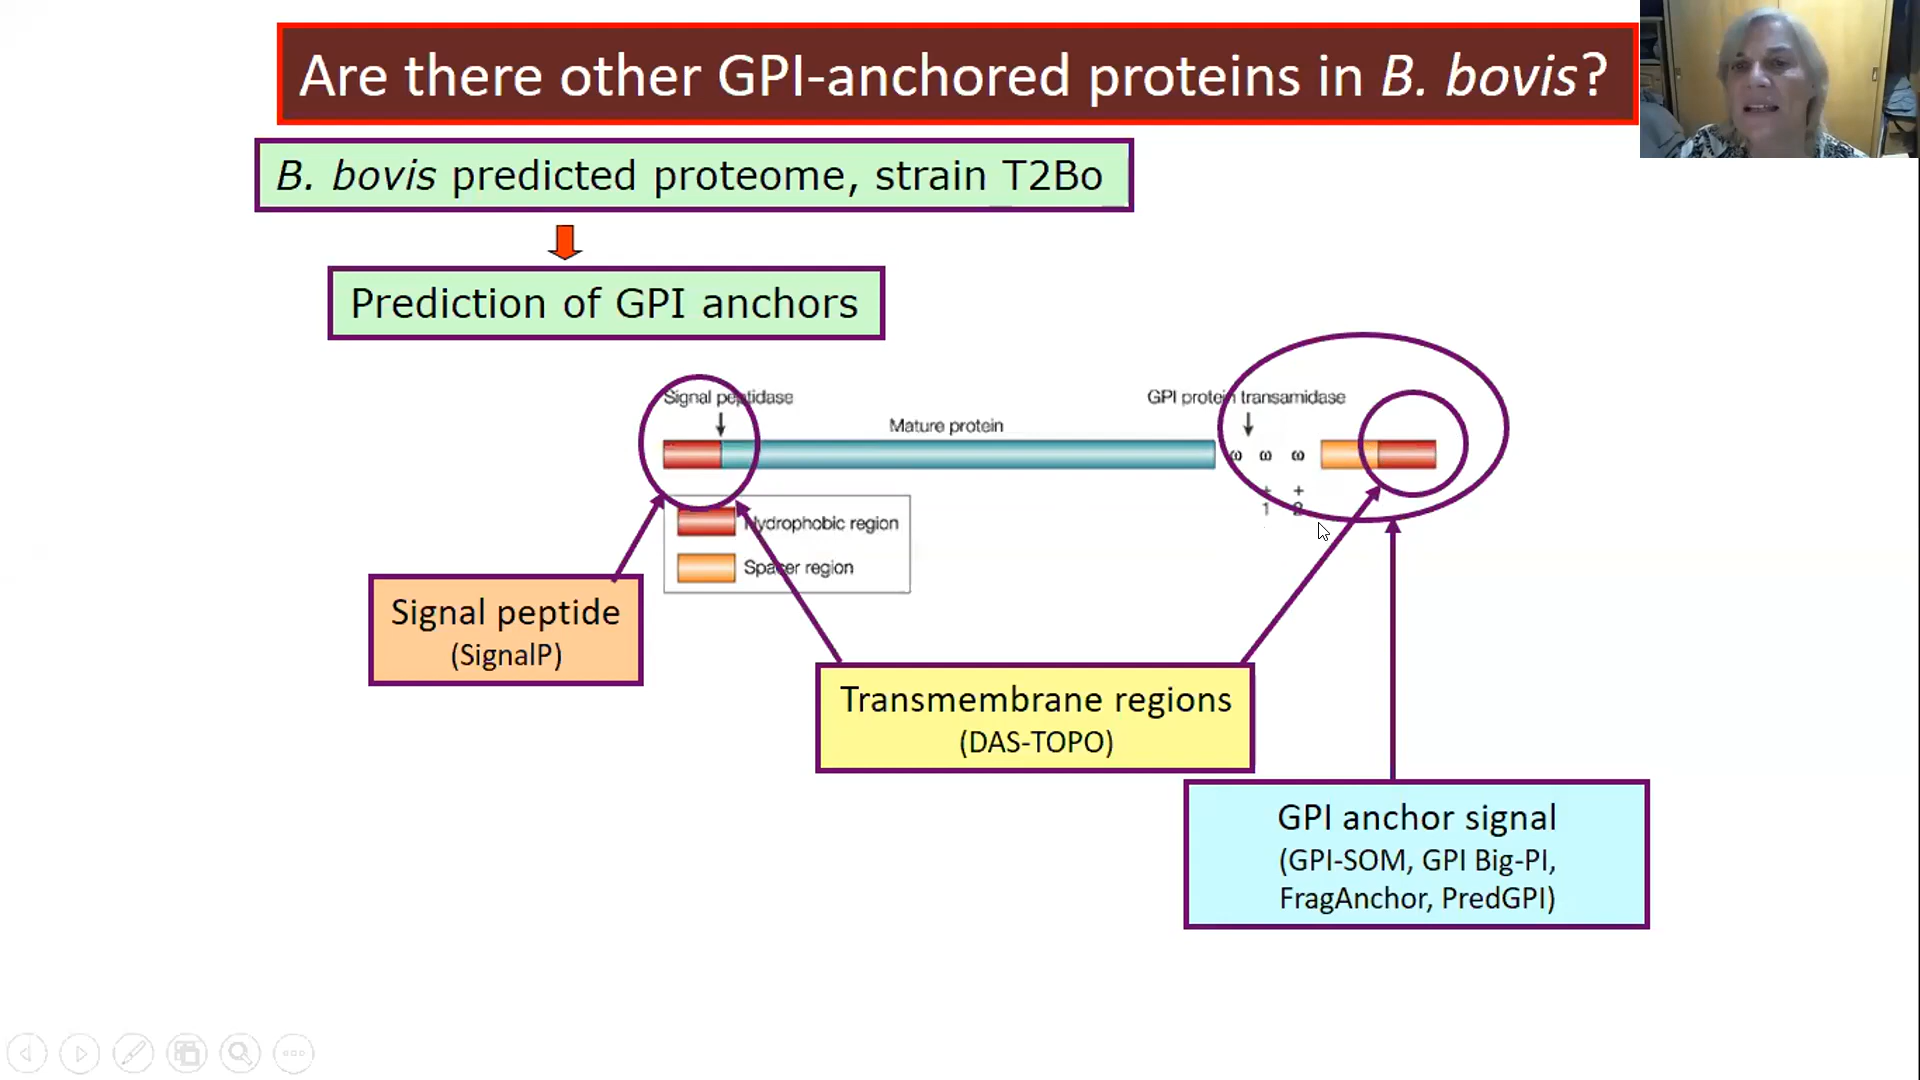 Are there other GPI-anchored proteins in B. bovis?
B. bovis predicted proteome, strain T2Bo
Prediction of GPI anchors
Signal peptidase
GPI protein transamidase
Mature protein
ω ω ω
+ +
1 2
Hydrophobic region
Spacer region
Signal peptide
(SignalP)
Transmembrane regions
(DAS-TOPO)
GPI anchor signal
(GPI-SOM, GPI Big-PI,
FragAnchor, PredGPI)